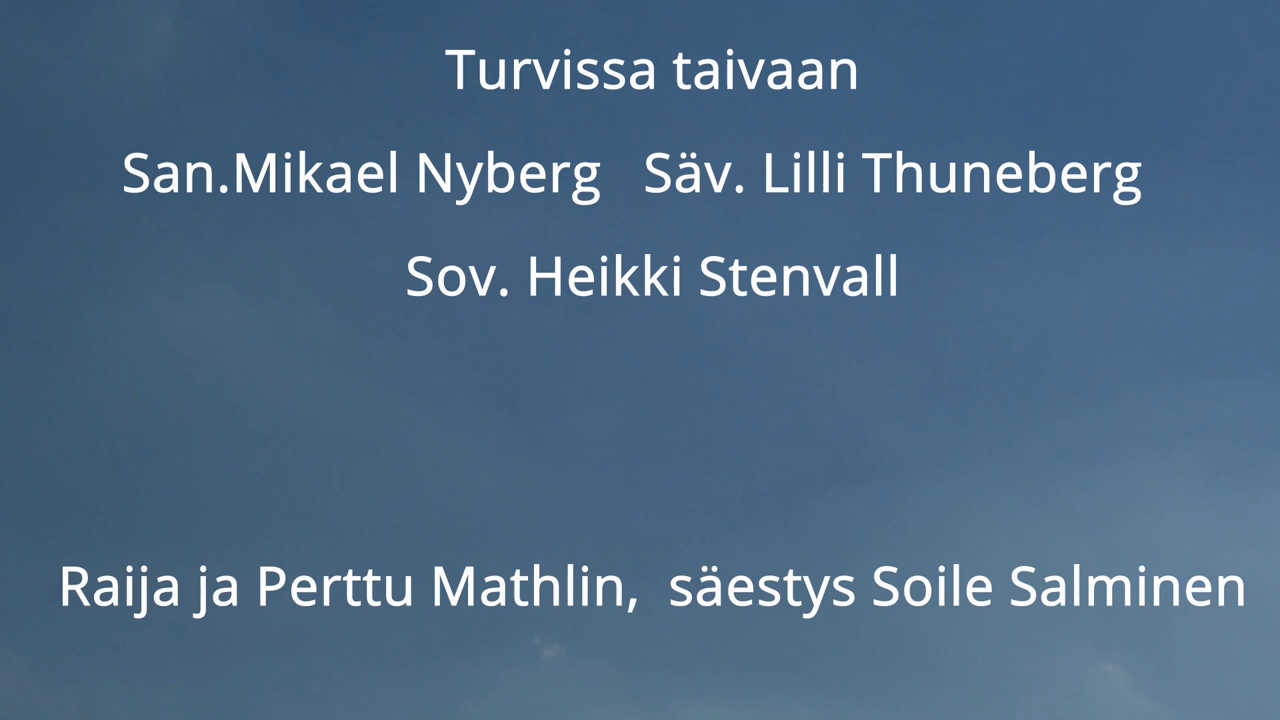 Turvissa taivaan
San.Mikael Nyberg   Säv. Lilli Thuneberg
Sov. Heikki Stenvall
Raija ja Perttu Mathlin,  säestys Soile Salminen